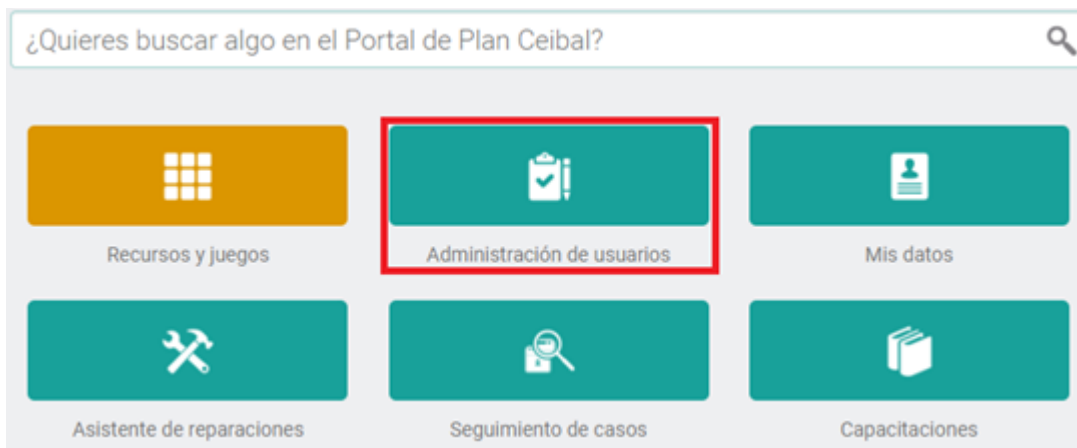 ¿Quieres buscar algo en el Portal de Plan Ceibal?
Recursos y juegos
Administración de usuarios
Mis datos
Asistente de reparaciones
Seguimiento de casos
Capacitaciones